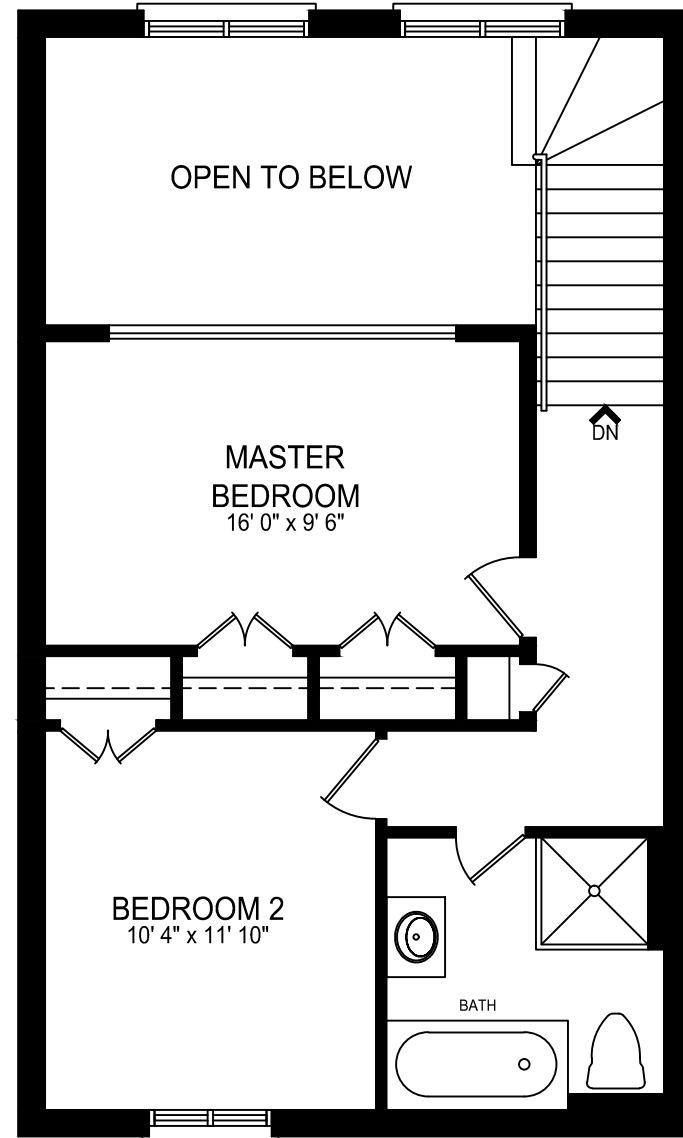 OPEN TO BELOW
DN
MASTER
BEDROOM
16' 0" x 9' 6"
BEDROOM 2
10' 4" x 11' 10"
BATH